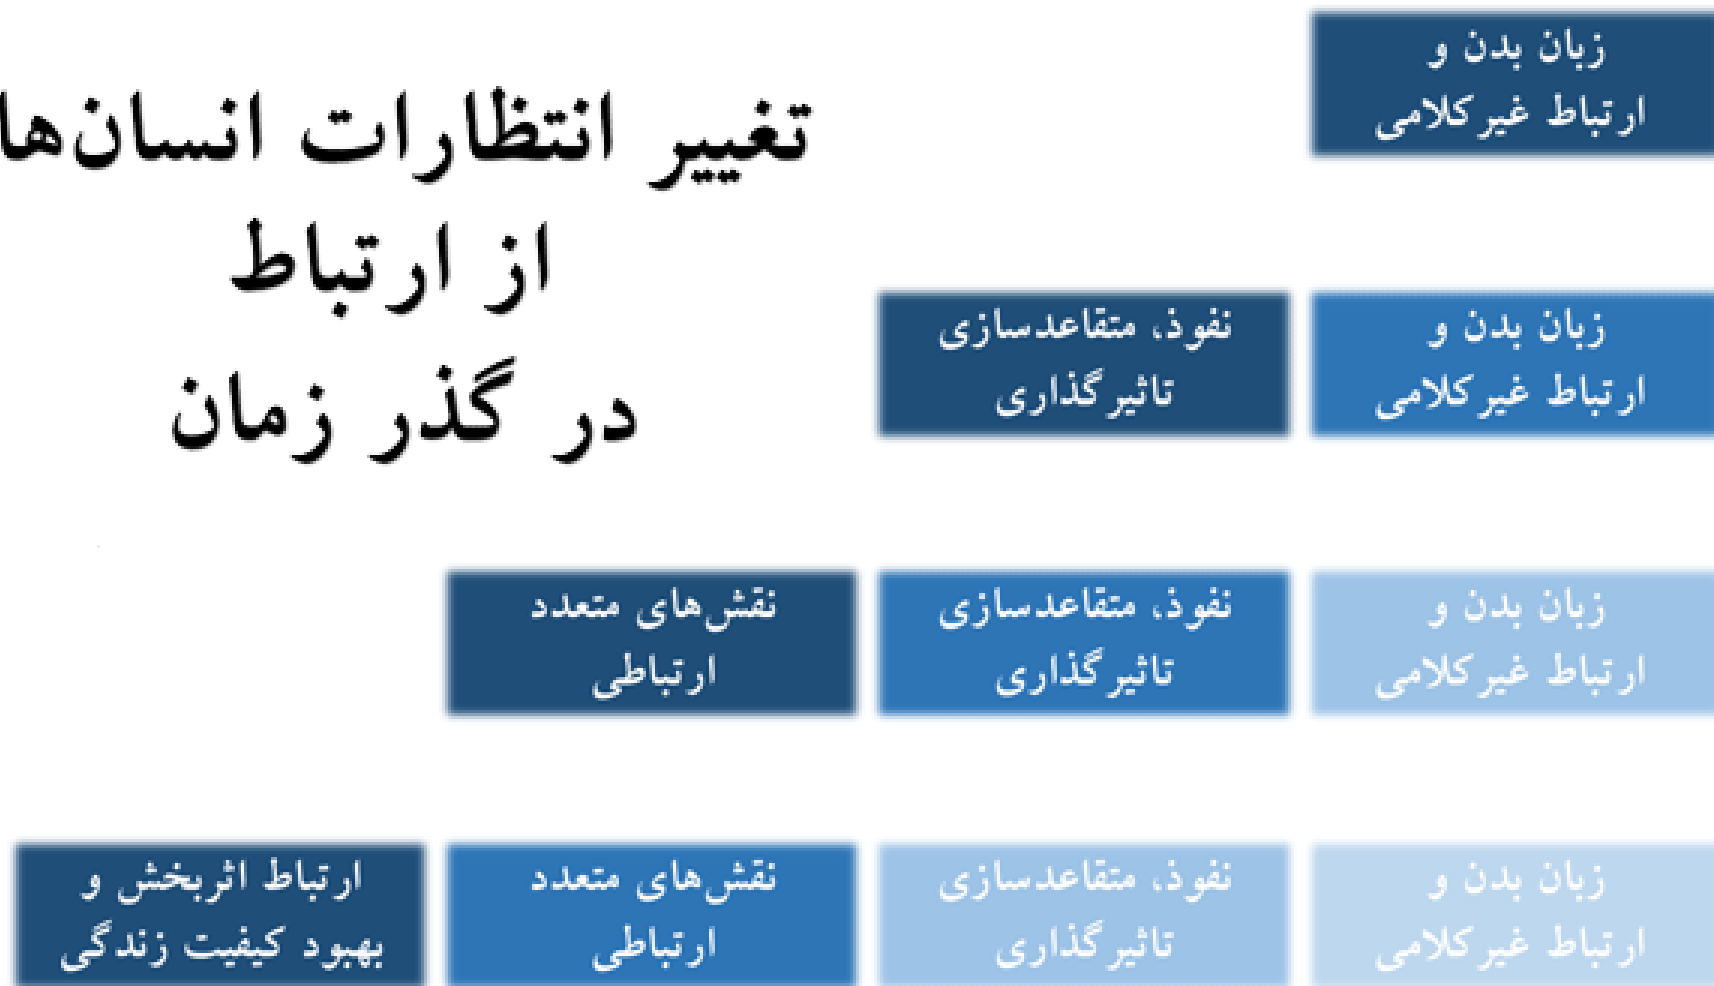 تغییر انتظارات انسان‌ها
از ارتباط
در گذر زمان
زبان بدن و
ارتباط غیرکلامی
زبان بدن و
ارتباط غیرکلامی
نفوذ، متقاعدسازی
تاثیرگذاری
زبان بدن و
ارتباط غیرکلامی
نفوذ، متقاعدسازی
تاثیرگذاری
نقش‌های متعدد
ارتباطی
زبان بدن و
ارتباط غیرکلامی
نفوذ، متقاعدسازی
تاثیرگذاری
نقش‌های متعدد
ارتباطی
ارتباط اثربخش و
بهبود کیفیت زندگی